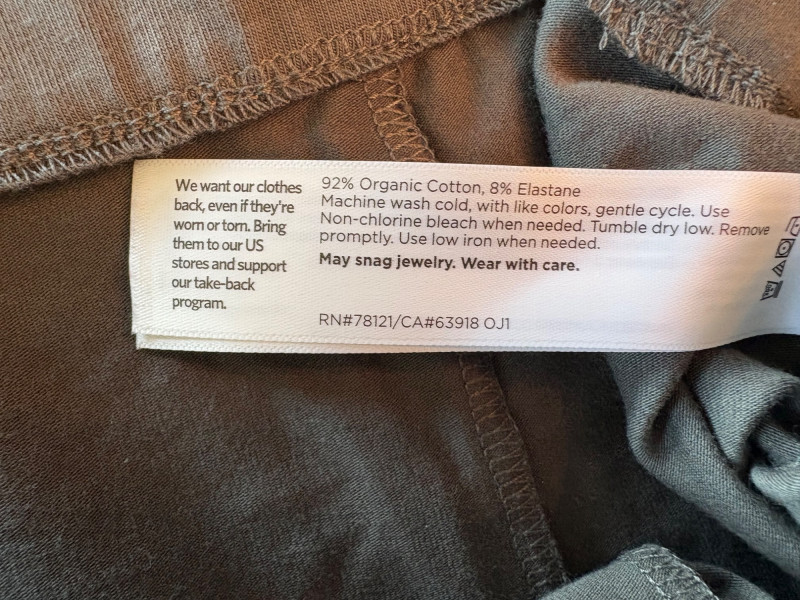 We want our clothes
back, even if they're
worn or torn. Bring
them to our US
stores and support
our take-back
program.
92% Organic Cotton, 8% Elastane
Machine wash cold, with like colors, gentle cycle. Use
Non-chlorine bleach when needed. Tumble dry low. Remove
promptly. Use low iron when needed.
May snag jewelry. Wear with care.
RN#78121/CA#63918 OJ1